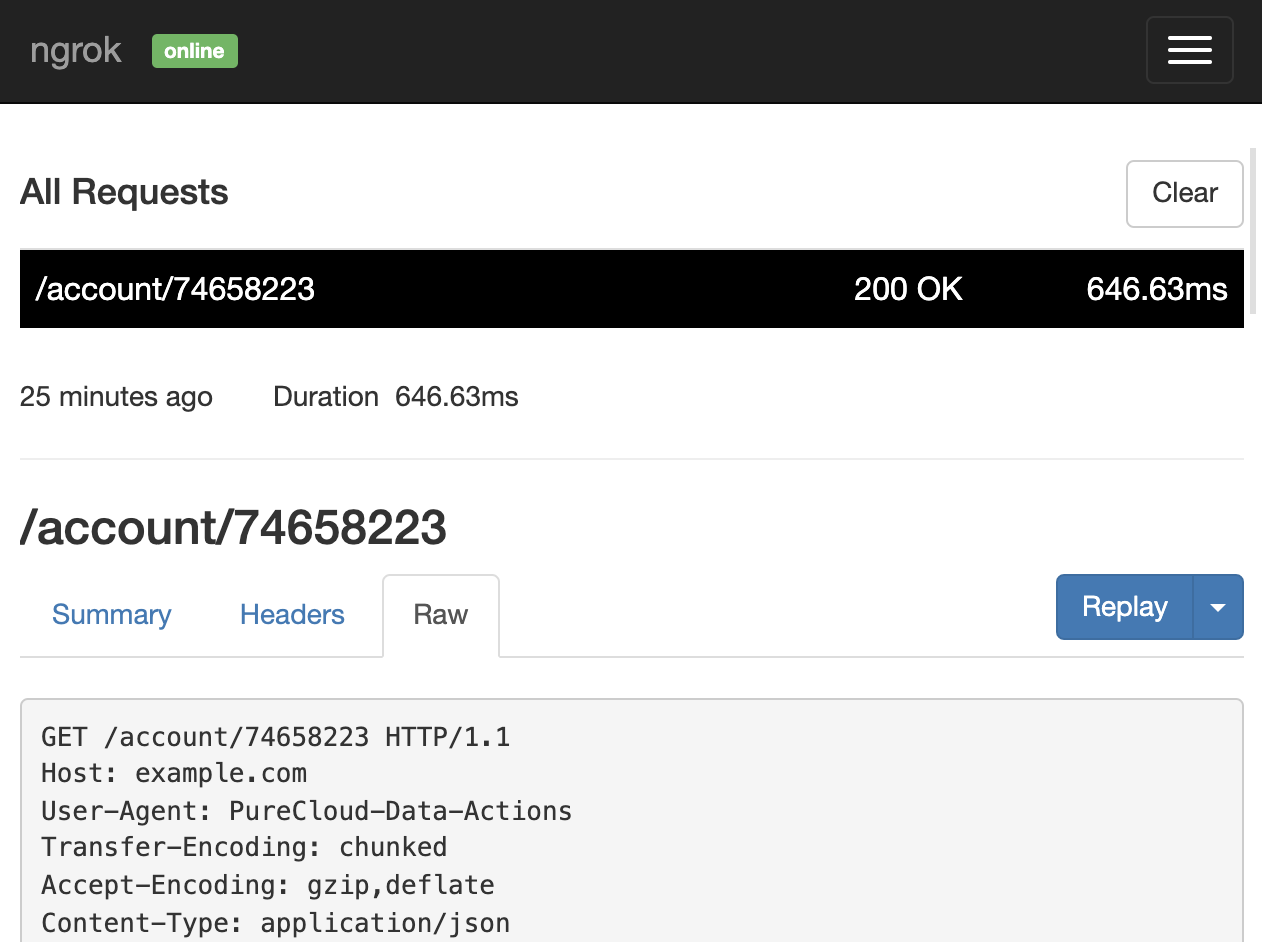 ngrok online
All Requests Clear
/account/74658223 200 OK 646.63ms
25 minutes ago Duration 646.63ms
/account/74658223
Summary Headers Raw Replay
GET /account/74658223 HTTP/1.1
Host: example.com
User-Agent: PureCloud-Data-Actions
Transfer-Encoding: chunked
Accept-Encoding: gzip,deflate
Content-Type: application/json